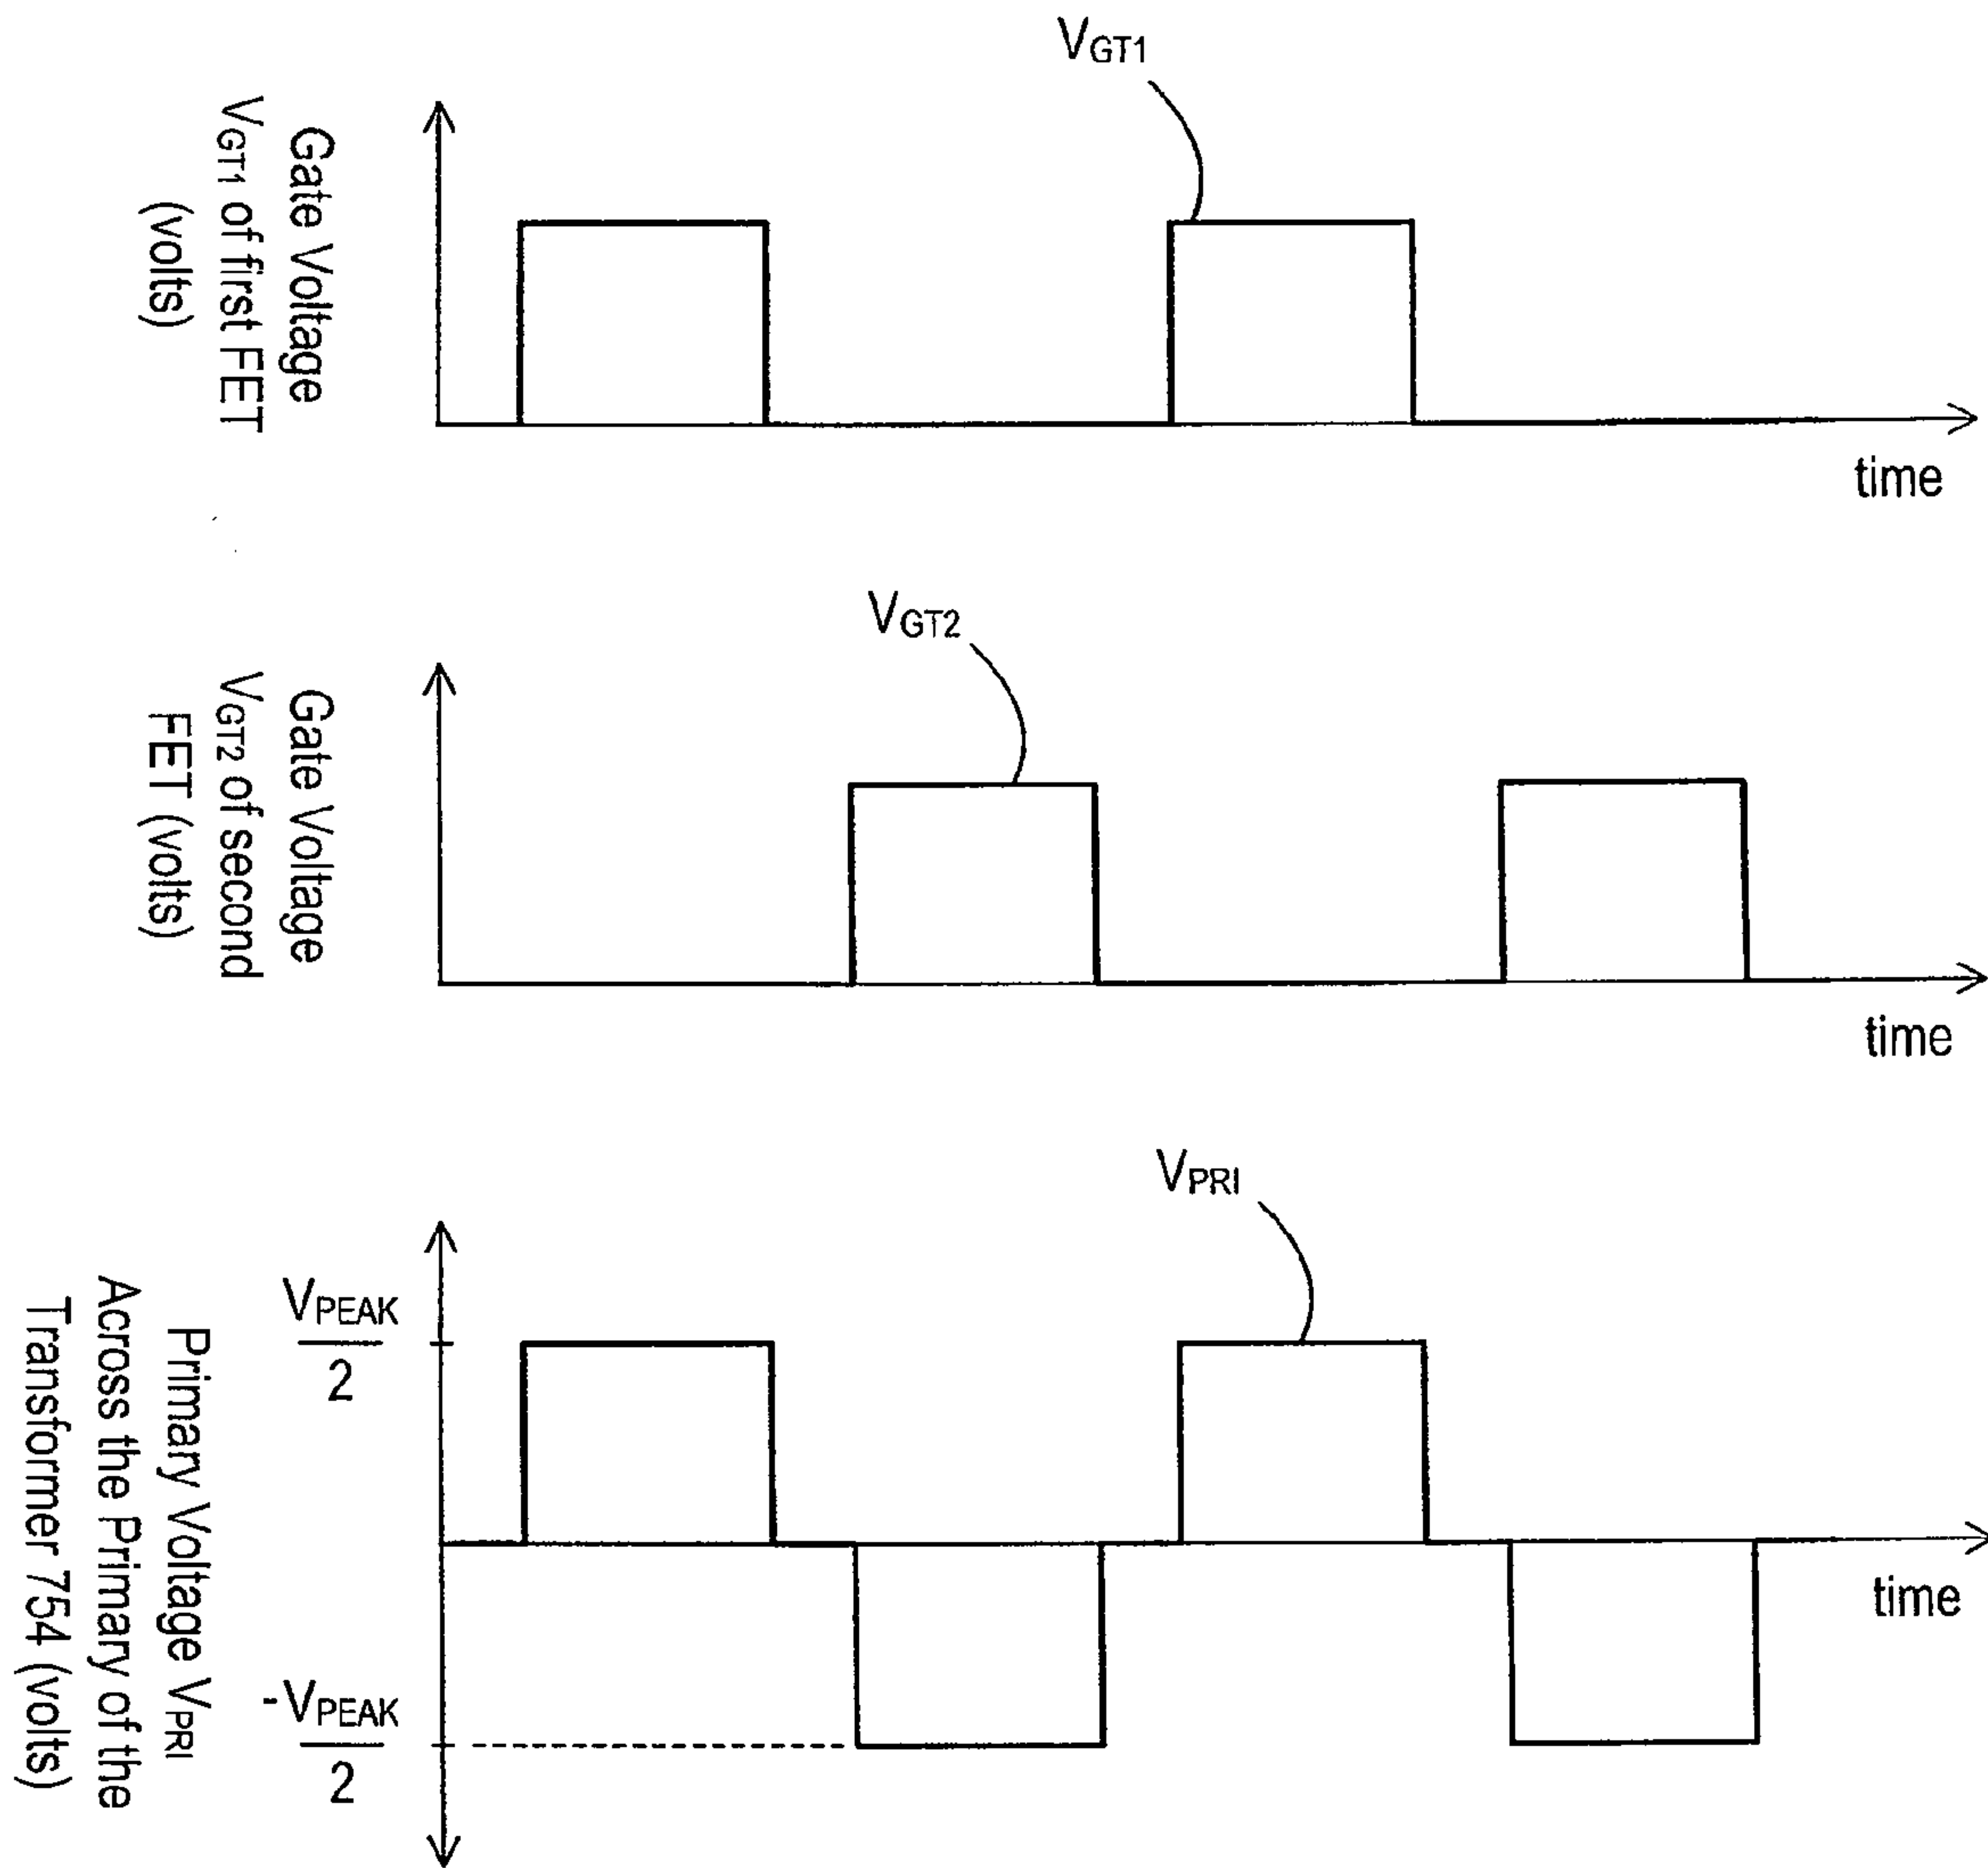 Gate Voltage
VGT1 of first FET
(volts)
VGT1
time
Gate Voltage
VGT2 of second
FET (volts)
VGT2
time
Primary Voltage VPRI
Across the Primary of the
Transformer 754 (volts)
VPEAK
2
-VPEAK
2
VPRI
time